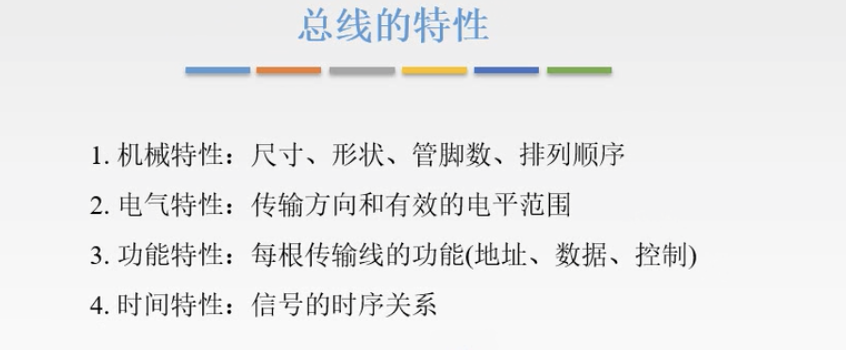 总线的特性
1. 机械特性：尺寸、形状、管脚数、排列顺序
2. 电气特性：传输方向和有效的电平范围
3. 功能特性：每根传输线的功能(地址、数据、控制)
4. 时间特性：信号的时序关系